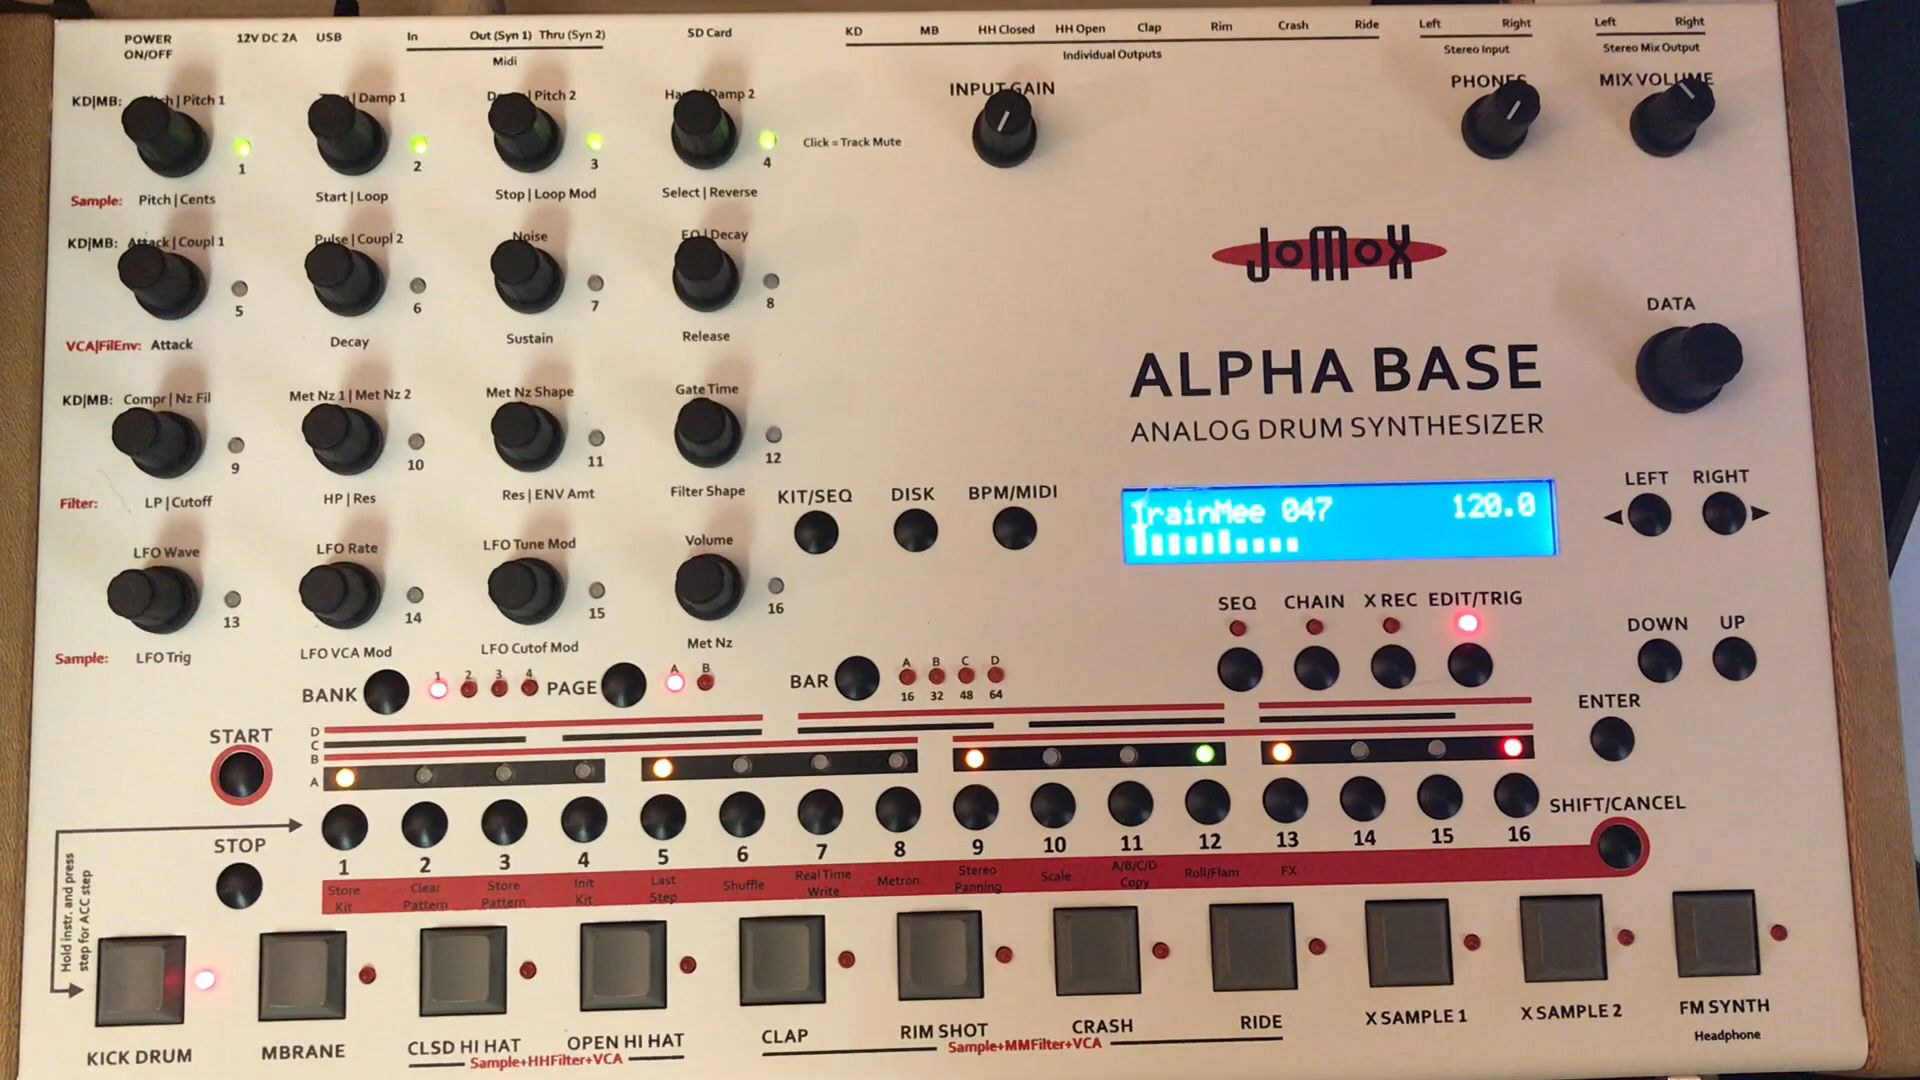 POWER ON/OFF
12V DC 2A
USB
In
Out (Syn 1) Thru (Syn 2)
Midi
SD Card
KD
MB
HH Closed
HH Open
Clap
Rim
Crash
Ride
Individual Outputs
Left
Right
Stereo Input
Left
Right
Stereo Mix Output
KD|MB:
| Pitch 1
| Damp 1
Pitch 2
Damp 2
INPUT GAIN
PHONES
MIX VOLUME
1
2
3
4
Click = Track Mute
Sample:
Pitch | Cents
Start | Loop
Stop | Loop Mod
Select | Reverse
KD|MB:
Attack | Coupl 1
Pulse | Coupl 2
Noise
EQ | Decay
JoMoX
5
6
7
8
DATA
VCA|FilEnv:
Attack
Decay
Sustain
Release
ALPHA BASE
ANALOG DRUM SYNTHESIZER
KD|MB:
Compr | Nz Fil
Met Nz 1 | Met Nz 2
Met Nz Shape
Gate Time
9
10
11
12
Filter:
LP | Cutoff
HP | Res
Res | ENV Amt
Filter Shape
KIT/SEQ
DISK
BPM/MIDI
TrainMee 047
120.0
LEFT
RIGHT
LFO Wave
LFO Rate
LFO Tune Mod
Volume
13
14
15
16
Sample:
LFO Trig
LFO VCA Mod
LFO Cutof Mod
Met Nz
SEQ
CHAIN
X REC
EDIT/TRIG
DOWN
UP
BANK
1
2
3
4
PAGE
A
B
BAR
A
B
C
D
16
32
48
64
ENTER
START
D
C
B
A
STOP
SHIFT/CANCEL
1
2
3
4
5
6
7
8
9
10
11
12
13
14
15
16
Store Kit
Clear Pattern
Store Pattern
Init Kit
Last Step
Shuffle
Real Time Write
Metron.
Stereo Panning
Scale
A/B/C/D Copy
Roll/Flam
FX
Hold instr. and press
step for ACC step
KICK DRUM
MBRANE
CLSD HI HAT
OPEN HI HAT
Sample+HHFilter+VCA
CLAP
RIM SHOT
CRASH
RIDE
Sample+MMFilter+VCA
X SAMPLE 1
X SAMPLE 2
FM SYNTH
Headphone